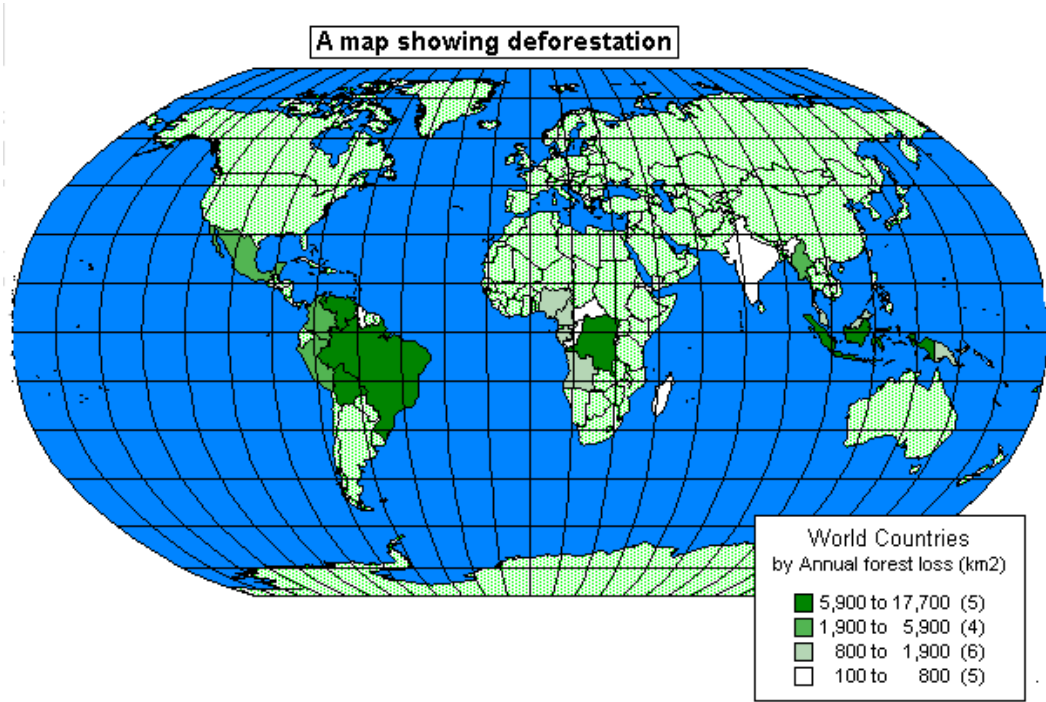 A map showing deforestation
World Countries
by Annual forest loss (km2)
5,900 to 17,700 (5)
1,900 to 5,900 (4)
800 to 1,900 (6)
100 to 800 (5)